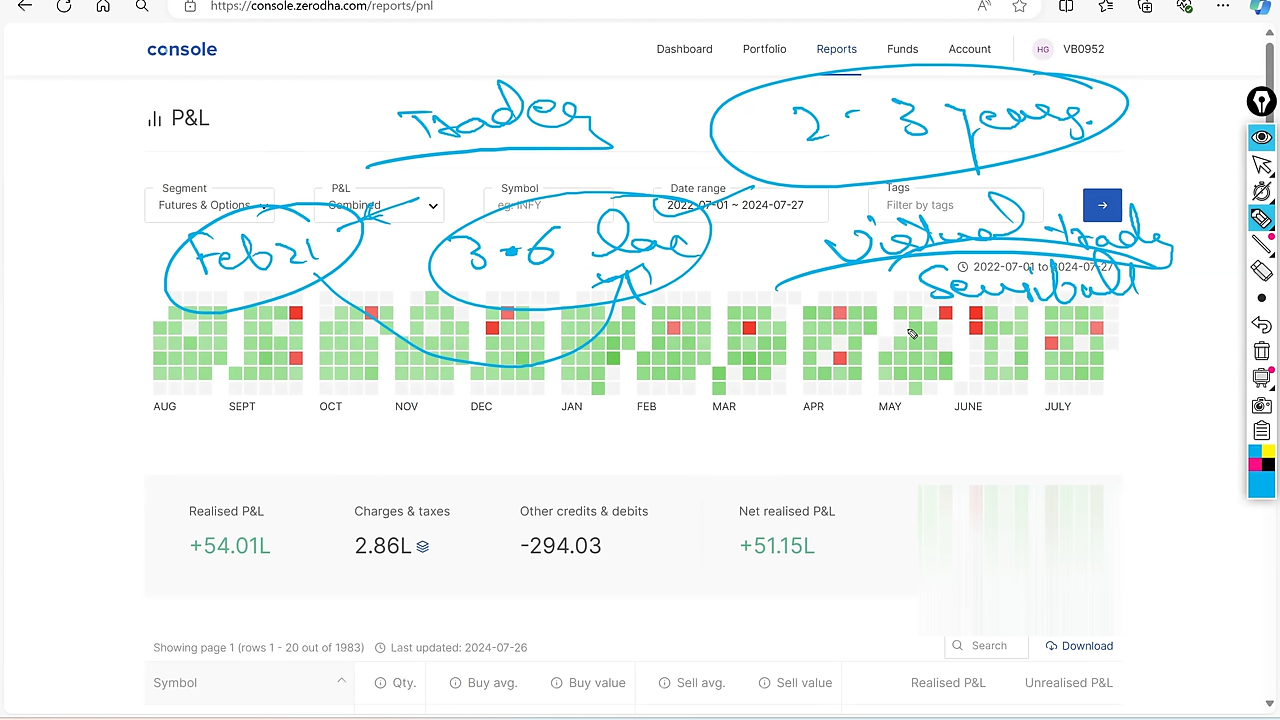 https://console.zerodha.com/reports/pnl
console
Dashboard Portfolio Reports Funds Account HG VB0952
P&L
Trader
2 - 3 years.
Segment P&L Symbol Date range Tags
Futures & Options Combined eg: INFY 2022-07-01 ~ 2024-07-27 Filter by tags
Feb 21
3-6 lac
Virtual trade
2022-07-01 to 2024-07-27
Sensibull
AUG SEPT OCT NOV DEC JAN FEB MAR APR MAY JUNE JULY
Realised P&L Charges & taxes Other credits & debits Net realised P&L
+54.01L 2.86L -294.03 +51.15L
Showing page 1 (rows 1 - 20 out of 1983) Last updated: 2024-07-26 Search Download
Symbol Qty. Buy avg. Buy value Sell avg. Sell value Realised P&L Unrealised P&L